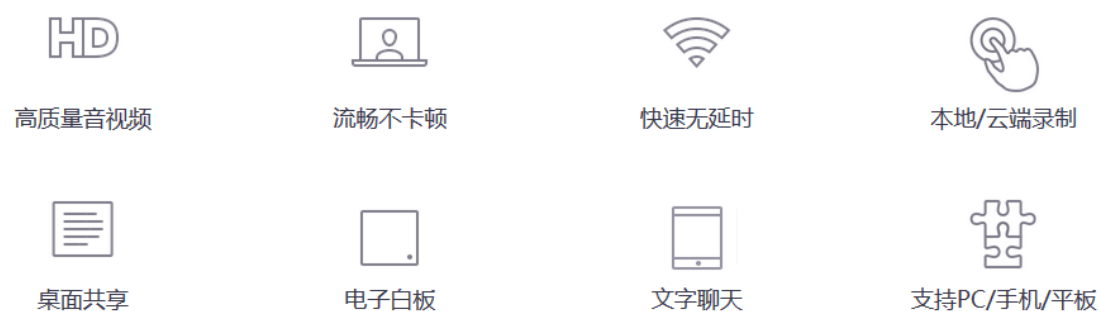 HD
高质量音视频
流畅不卡顿
快速无延时
本地/云端录制
桌面共享
电子白板
文字聊天
支持PC/手机/平板